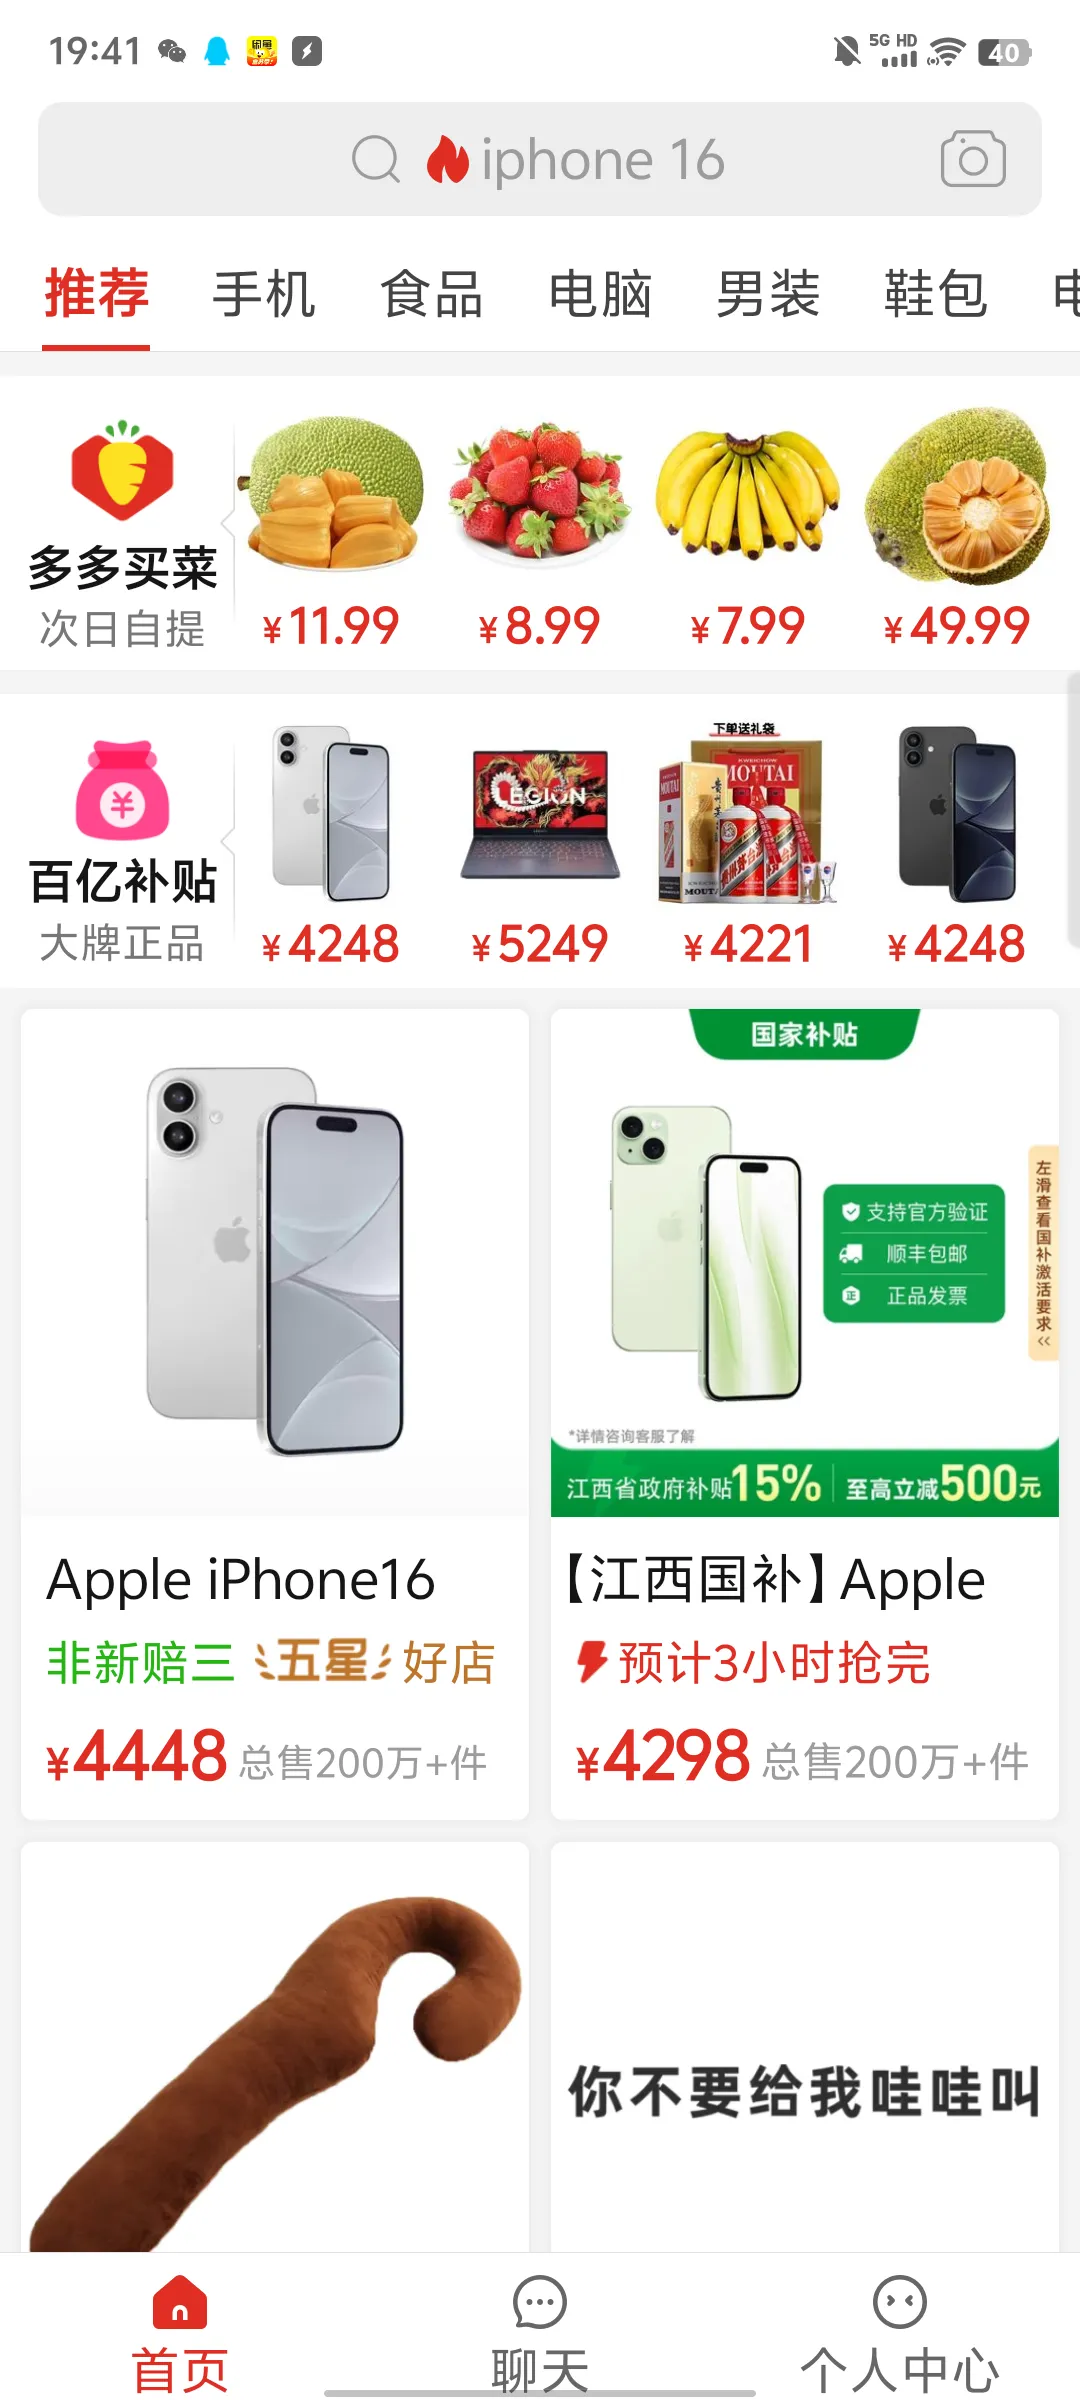 19:41
5G HD
40
iphone 16
推荐 手机 食品 电脑 男装 鞋包
多多买菜
次日自提
¥11.99 ¥8.99 ¥7.99 ¥49.99
下单送礼袋
KWEICHOW
MOUTAI
LEGION
百亿补贴
大牌正品
¥4248 ¥5249 ¥4221 ¥4248
国家补贴
支持官方验证
顺丰包邮
正品发票
左滑查看国补激活要求
*详情咨询客服了解
江西省政府补贴15% 至高立减500元
Apple iPhone16
非新赔三 五星好店
¥4448 总售200万+件
【江西国补】Apple
预计3小时抢完
¥4298 总售200万+件
你不要给我哇哇叫
首页 聊天 个人中心